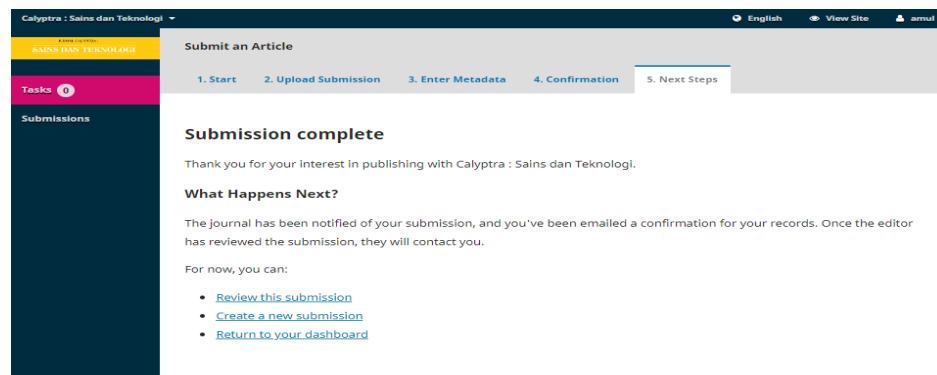 Calyptra : Sains dan Teknologi
English
View Site
amul
SAINS DAN TEKNOLOGI
Submit an Article
1. Start
2. Upload Submission
3. Enter Metadata
4. Confirmation
5. Next Steps
Tasks 0
Submissions
Submission complete
Thank you for your interest in publishing with Calyptra : Sains dan Teknologi.
What Happens Next?
The journal has been notified of your submission, and you've been emailed a confirmation for your records. Once the editor
has reviewed the submission, they will contact you.
For now, you can:
Review this submission
Create a new submission
Return to your dashboard